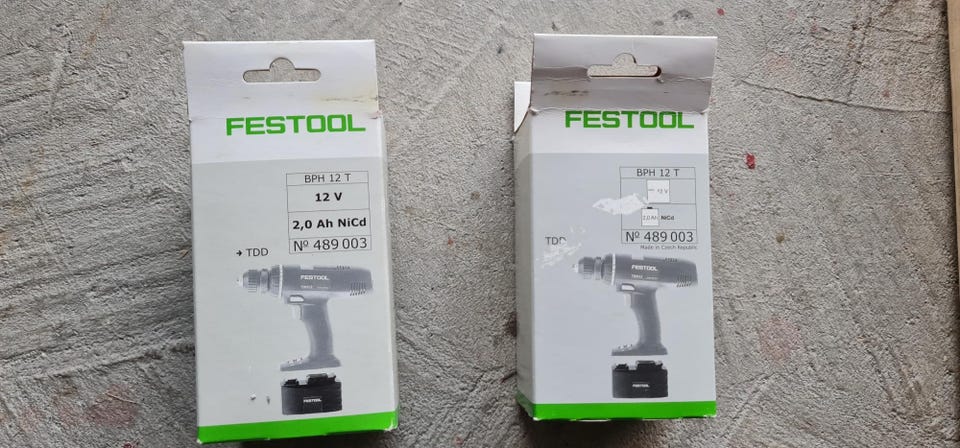 FESTOOL
BPH 12 T
12 V
2,0 Ah NiCd
Nº 489 003
→ TDD
FESTOOL
FESTOOL
FESTOOL
BPH 12 T
12 V
2,0 Ah NiCd
Nº 489 003
Made in Czech Republic
TDD
FESTOOL
FESTOOL